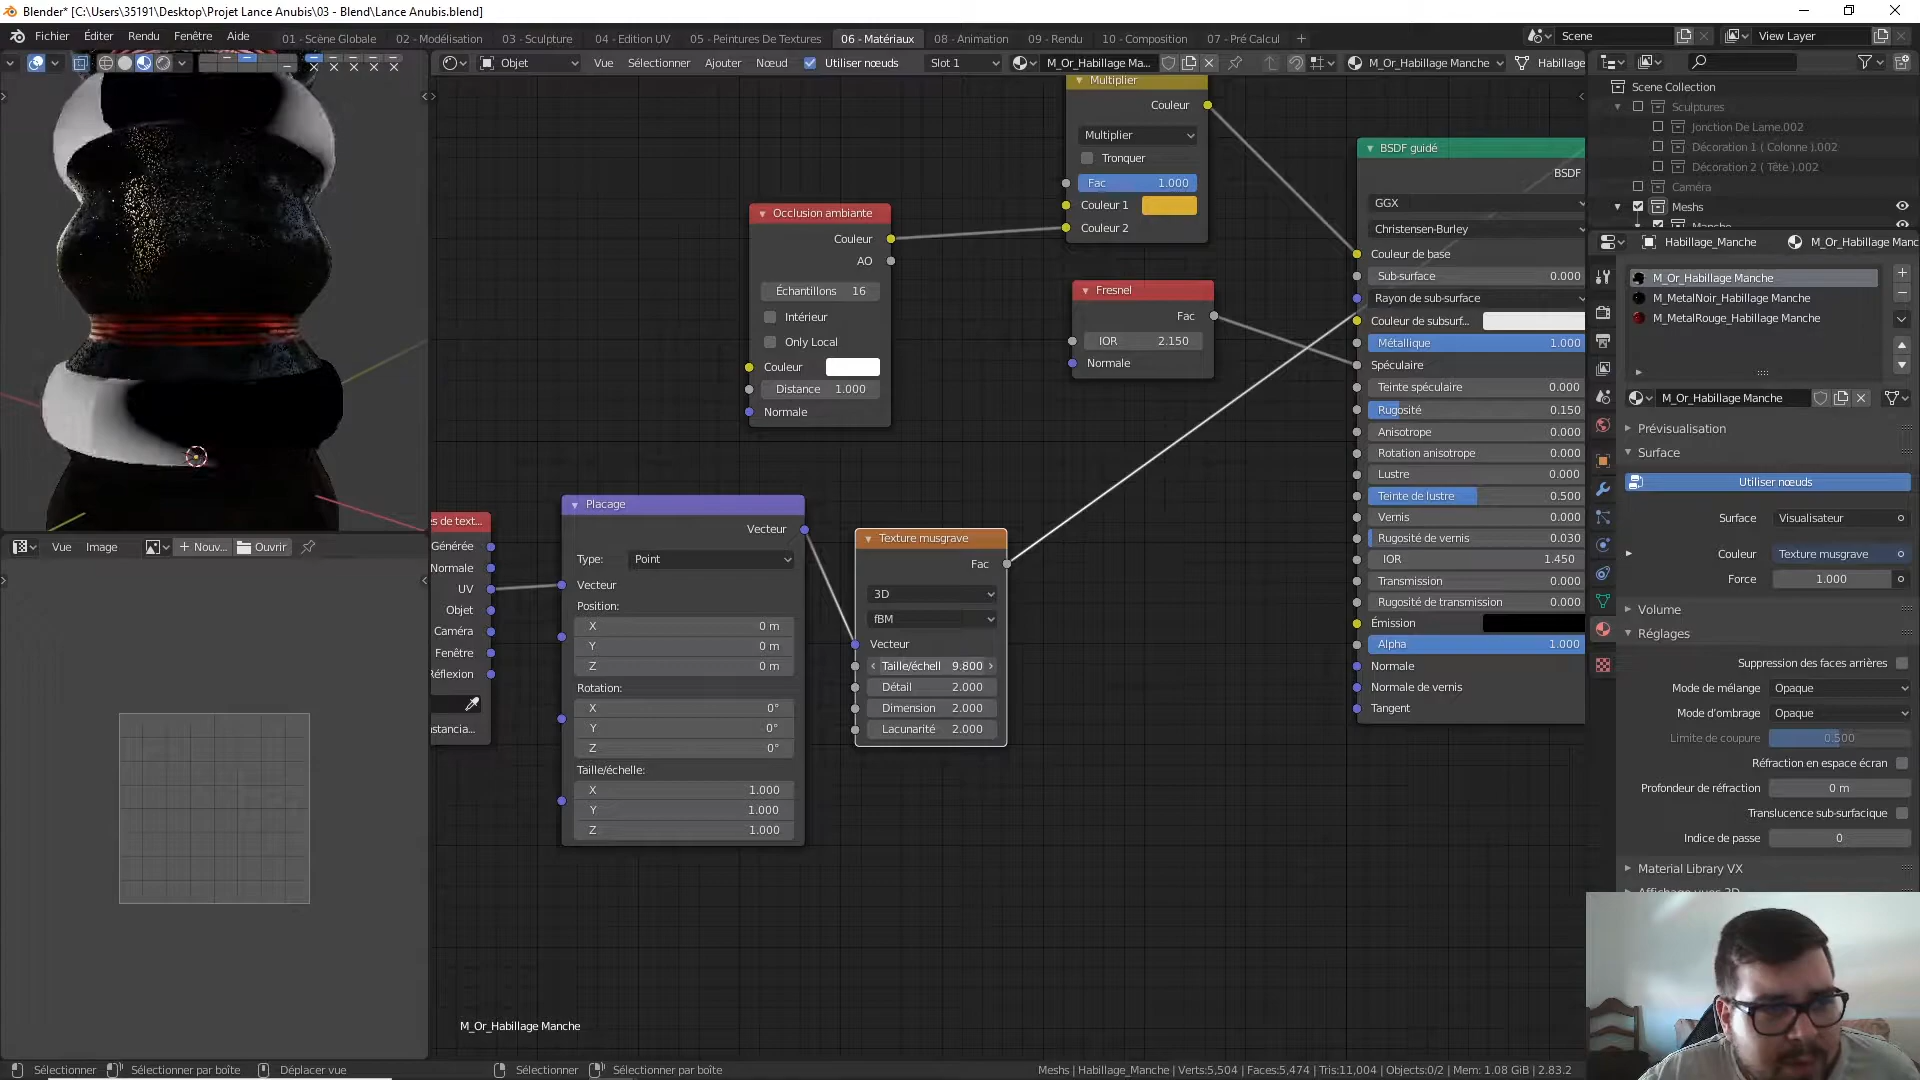 Blender* [C:\Users\35191\Desktop\Projet Lance Anubis\03 - Blend\Lance Anubis.blend]
Fichier Éditer Rendu Fenêtre Aide 01 - Scène Globale 02 - Modélisation 03 - Sculpture 04 - Edition UV 05 - Peintures De Textures 06 - Matériaux 08 - Animation 09 - Rendu 10 - Composition 07 - Pré Calcul + Scene View Layer
Objet Vue Sélectionner Ajouter Nœud Utiliser nœuds Slot 1 M_Or_Habillage Ma... M_Or_Habillage Manche Habillage
Multiplier
Couleur
Multiplier
Tronquer
Fac 1.000
Couleur 1
Couleur 2
Occlusion ambiante
Couleur
AO
Échantillons 16
Intérieur
Only Local
Couleur
Distance 1.000
Normale
Fresnel
Fac
IOR 2.150
Normale
es de text...
Générée
Normale
UV
Objet
Caméra
Fenêtre
Réflexion
nstancia...
Placage
Vecteur
Type: Point
Vecteur
Position:
X 0 m
Y 0 m
Z 0 m
Rotation:
X 0°
Y 0°
Z 0°
Taille/échelle:
X 1.000
Y 1.000
Z 1.000
Texture musgrave
Fac
3D
fBM
Vecteur
Taille/échell 9.800
Détail 2.000
Dimension 2.000
Lacunarité 2.000
BSDF guidé
BSDF
GGX
Christensen-Burley
Couleur de base
Sub-surface 0.000
Rayon de sub-surface
Couleur de subsurf...
Métallique 1.000
Spéculaire
Teinte spéculaire 0.000
Rugosité 0.150
Anisotrope 0.000
Rotation anisotrope 0.000
Lustre 0.000
Teinte de lustre 0.500
Vernis 0.000
Rugosité de vernis 0.030
IOR 1.450
Transmission 0.000
Rugosité de transmission 0.000
Émission
Alpha 1.000
Normale
Normale de vernis
Tangent
M_Or_Habillage Manche
Vue Image + Nouv... Ouvrir
Scene Collection
Sculptures
Jonction De Lame.002
Décoration 1 ( Colonne ).002
Décoration 2 ( Tête ).002
Caméra
Meshs
Manche
Habillage_Manche M_Or_Habillage Manc
M_Or_Habillage Manche
M_MetalNoir_Habillage Manche
M_MetalRouge_Habillage Manche
M_Or_Habillage Manche
Prévisualisation
Surface
Utiliser nœuds
Surface Visualisateur
Couleur Texture musgrave
Force 1.000
Volume
Réglages
Suppression des faces arrières
Mode de mélange Opaque
Mode d'ombrage Opaque
Limite de coupure 0.500
Réfraction en espace écran
Profondeur de réfraction 0 m
Translucence sub-surfacique
Indice de passe 0
Material Library VX
Affichage vues 3D
Sélectionner Sélectionner par boîte Déplacer vue Sélectionner Sélectionner par boîte Meshs | Habillage_Manche | Verts:5,504 | Faces:5,474 | Tris:11,004 | Objects:0/2 | Mem: 1.08 GiB | 2.83.2